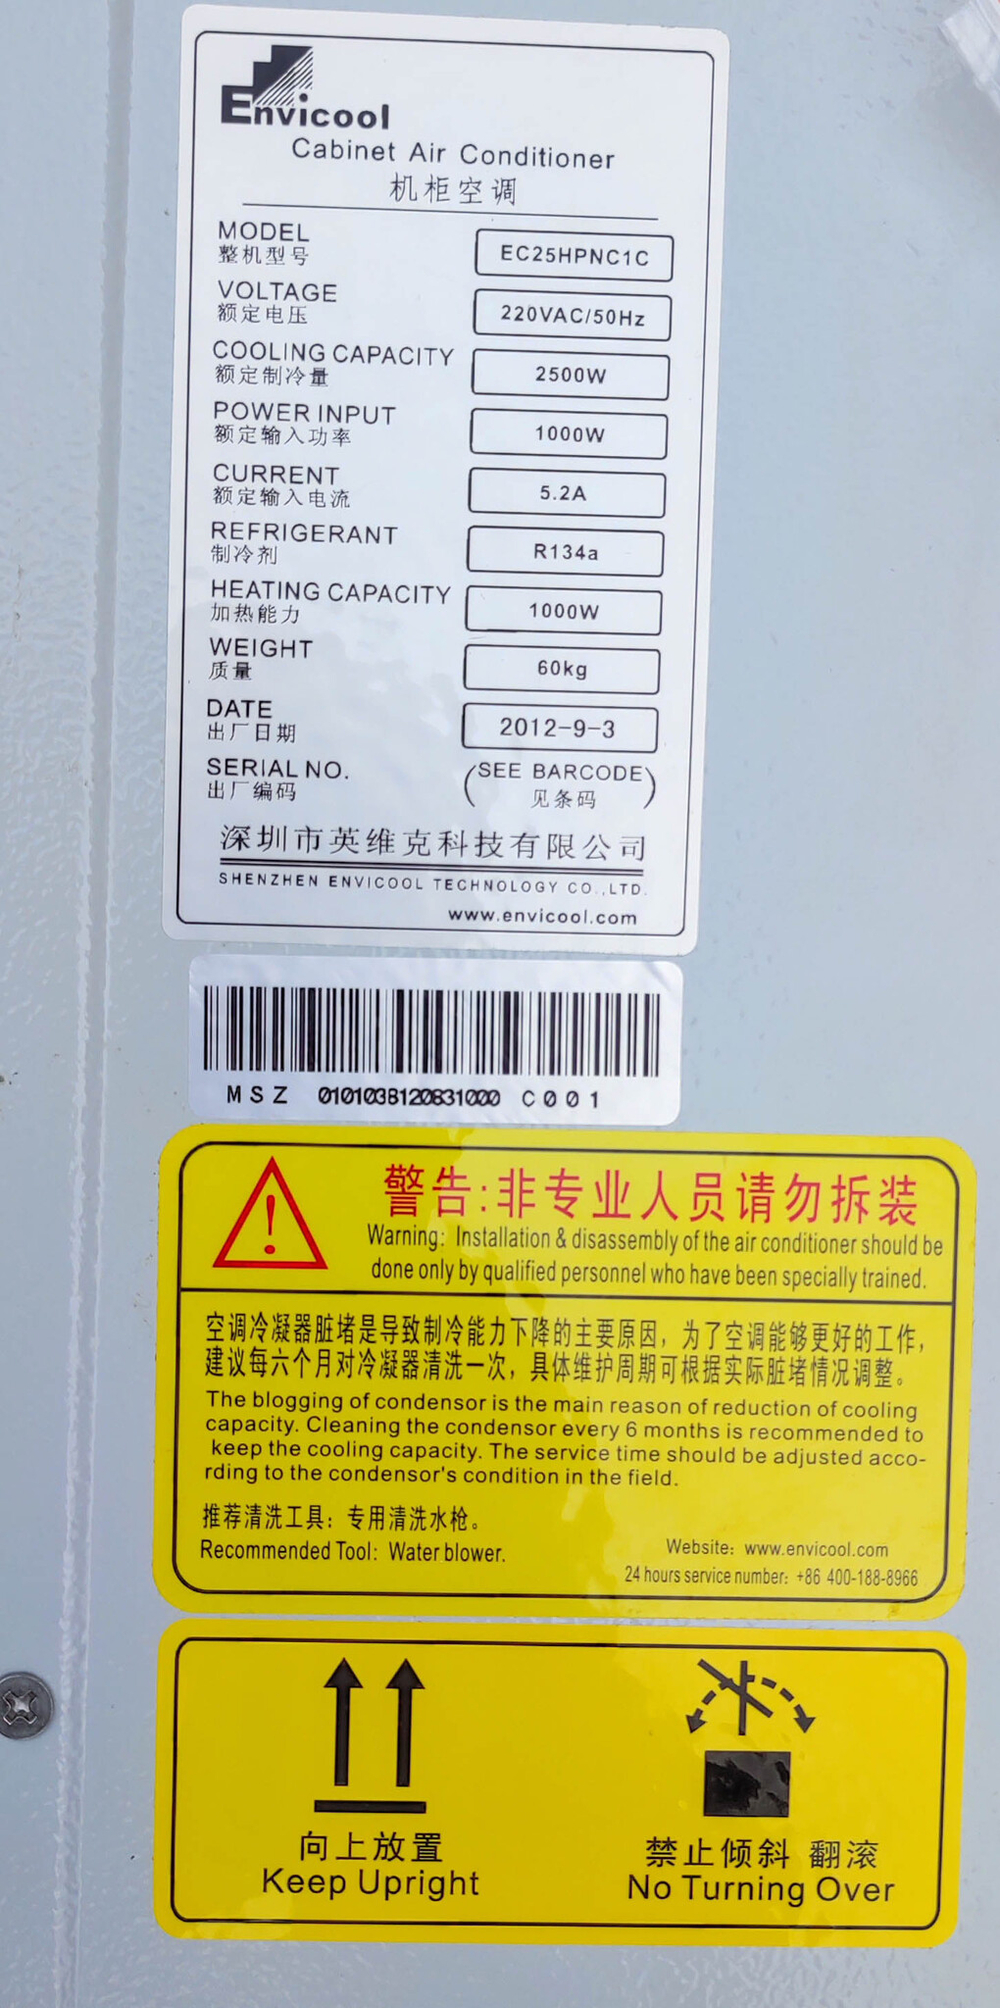 Envicool
Cabinet Air Conditioner
机柜空调
MODEL
整机型号
EC25HPNC1C
VOLTAGE
额定电压
220VAC/50Hz
COOLING CAPACITY
额定制冷量
2500W
POWER INPUT
额定输入功率
1000W
CURRENT
额定输入电流
5.2A
REFRIGERANT
制冷剂
R134a
HEATING CAPACITY
加热能力
1000W
WEIGHT
质量
60kg
DATE
出厂日期
2012-9-3
SERIAL NO.
出厂编码
(SEE BARCODE)
见条码
深圳市英维克科技有限公司
SHENZHEN ENVICOOL TECHNOLOGY CO.,LTD.
www.envicool.com
MSZ 0101038120831000 C001
警告:非专业人员请勿拆装
Warning: Installation & disassembly of the air conditioner should be
done only by qualified personnel who have been specially trained.
空调冷凝器脏堵是导致制冷能力下降的主要原因，为了空调能够更好的工作，
建议每六个月对冷凝器清洗一次，具体维护周期可根据实际脏堵情况调整。
The blogging of condensor is the main reason of reduction of cooling
capacity. Cleaning the condensor every 6 months is recommended to
keep the cooling capacity. The service time should be adjusted acco-
rding to the condensor's condition in the field.
推荐清洗工具：专用清洗水枪。
Recommended Tool: Water blower.
Website: www.envicool.com
24 hours service number: +86 400-188-8966
向上放置
Keep Upright
禁止倾斜 翻滚
No Turning Over